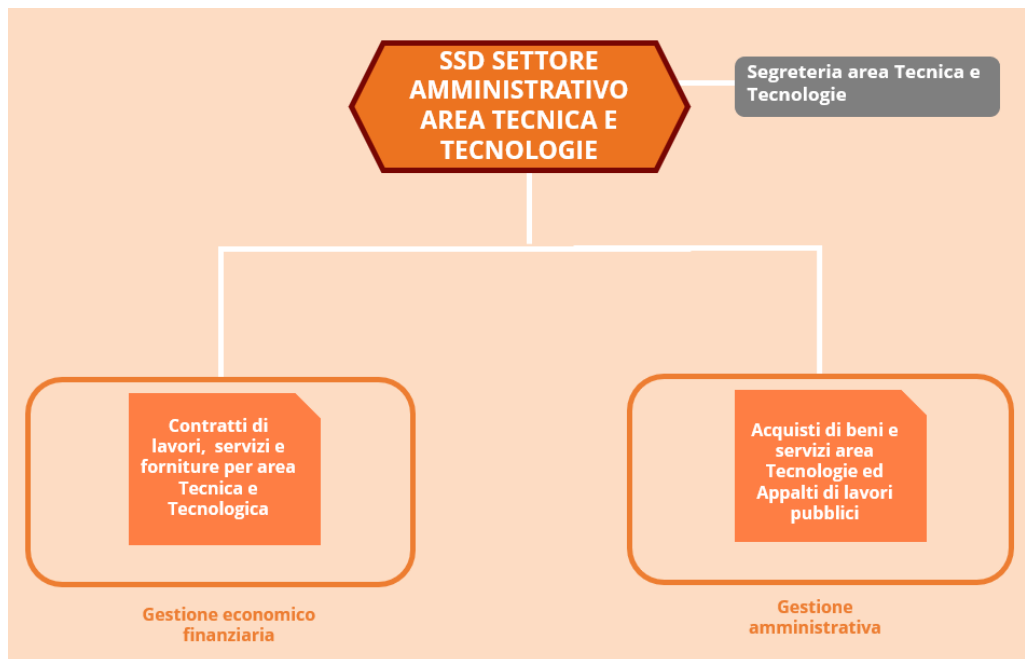 SSD SETTORE
AMMINISTRATIVO
AREA TECNICA E
TECNOLOGIE
Segreteria area Tecnica e
Tecnologie
Contratti di
lavori, servizi e
forniture per area
Tecnica e
Tecnologica
Gestione economico
finanziaria
Acquisti di beni e
servizi area
Tecnologie ed
Appalti di lavori
pubblici
Gestione
amministrativa